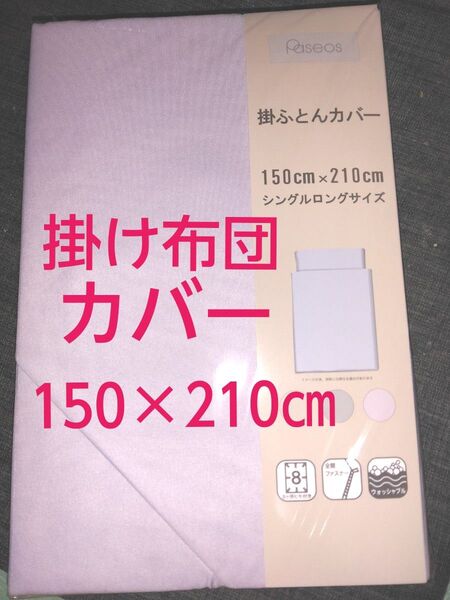 Paseos
掛ふとんカバー
150cm×210cm
シングルロングサイズ
掛け布団
カバー
150×210㎝
8
全開
ファスナー
ウォッシャブル